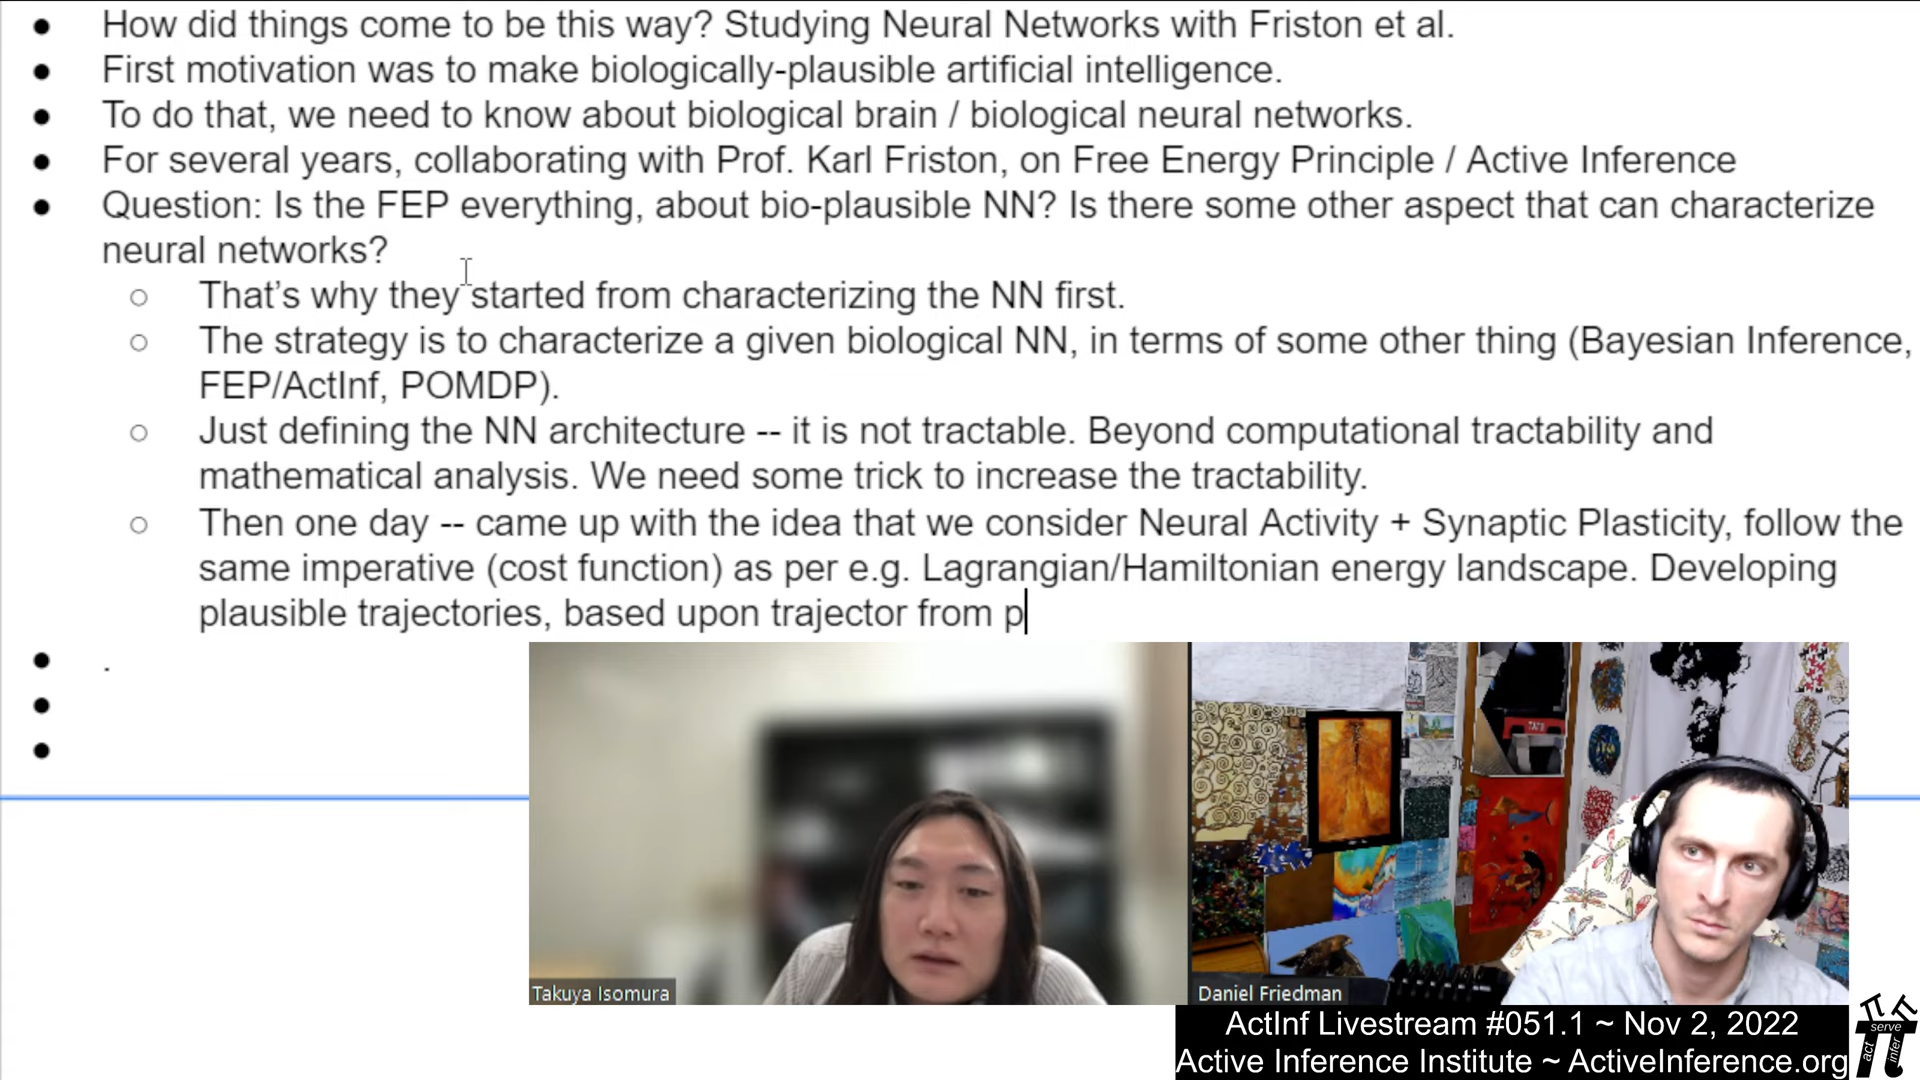 How did things come to be this way? Studying Neural Networks with Friston et al.
First motivation was to make biologically-plausible artificial intelligence.
To do that, we need to know about biological brain / biological neural networks.
For several years, collaborating with Prof. Karl Friston, on Free Energy Principle / Active Inference
Question: Is the FEP everything, about bio-plausible NN? Is there some other aspect that can characterize
neural networks?
That’s why they started from characterizing the NN first.
The strategy is to characterize a given biological NN, in terms of some other thing (Bayesian Inference,
FEP/ActInf, POMDP).
Just defining the NN architecture -- it is not tractable. Beyond computational tractability and
mathematical analysis. We need some trick to increase the tractability.
Then one day -- came up with the idea that we consider Neural Activity + Synaptic Plasticity, follow the
same imperative (cost function) as per e.g. Lagrangian/Hamiltonian energy landscape. Developing
plausible trajectories, based upon trajector from p
.
Takuya Isomura
Daniel Friedman
ActInf Livestream #051.1 ~ Nov 2, 2022
Active Inference Institute ~ ActiveInference.org
serve
act
infer